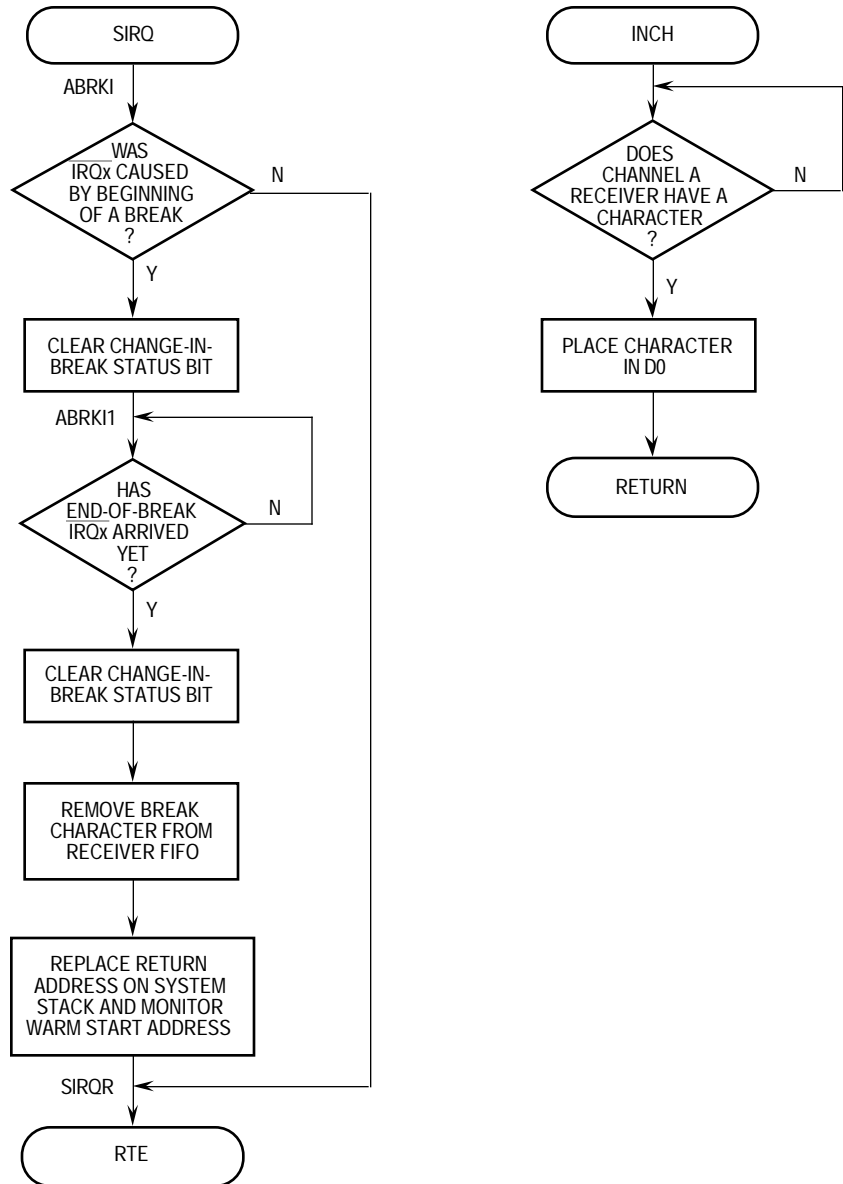 SIRQ
ABRKI
WAS
IRQx CAUSED
BY BEGINNING
OF A BREAK
?
N
Y
CLEAR CHANGE-IN-
BREAK STATUS BIT
ABRKI1
HAS
END-OF-BREAK
IRQx ARRIVED
YET
?
N
Y
CLEAR CHANGE-IN-
BREAK STATUS BIT
REMOVE BREAK
CHARACTER FROM
RECEIVER FIFO
REPLACE RETURN
ADDRESS ON SYSTEM
STACK AND MONITOR
WARM START ADDRESS
SIRQR
RTE
INCH
DOES
CHANNEL A
RECEIVER HAVE A
CHARACTER
?
N
Y
PLACE CHARACTER
IN D0
RETURN